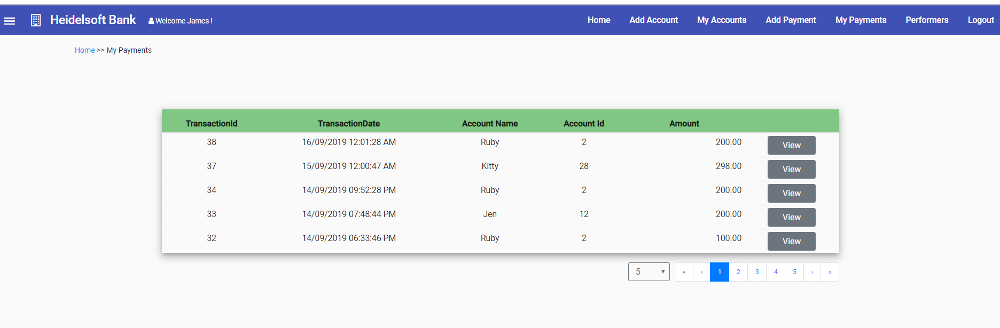 Heidelsoft Bank Welcome James ! Home Add Account My Accounts Add Payment My Payments Performers Logout
Home >> My Payments
TransactionId TransactionDate Account Name Account Id Amount
38 16/09/2019 12:01:28 AM Ruby 2 200.00 View
37 15/09/2019 12:00:47 AM Kitty 28 298.00 View
34 14/09/2019 09:52:28 PM Ruby 2 200.00 View
33 14/09/2019 07:48:44 PM Jen 12 200.00 View
32 14/09/2019 06:33:46 PM Ruby 2 100.00 View
5 « ‹ 1 2 3 4 5 › »